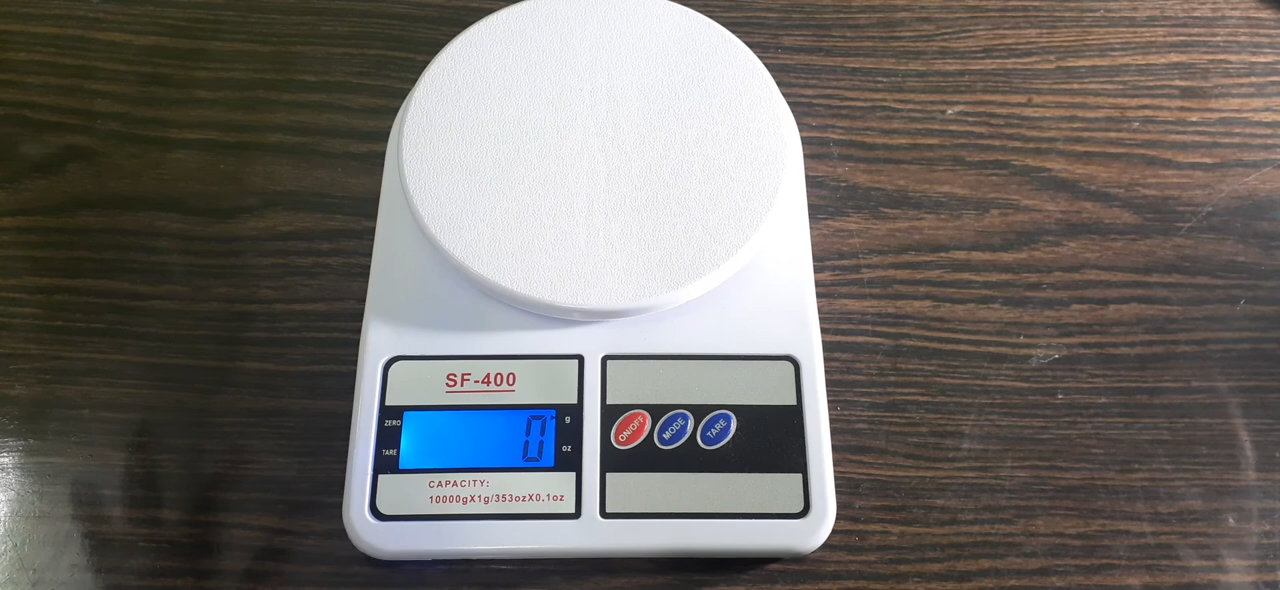 SF-400
ZERO
0
g
TARE
oz
CAPACITY:
10000gX1g/353ozX0.1oz
ON/OFF
MODE
TARE